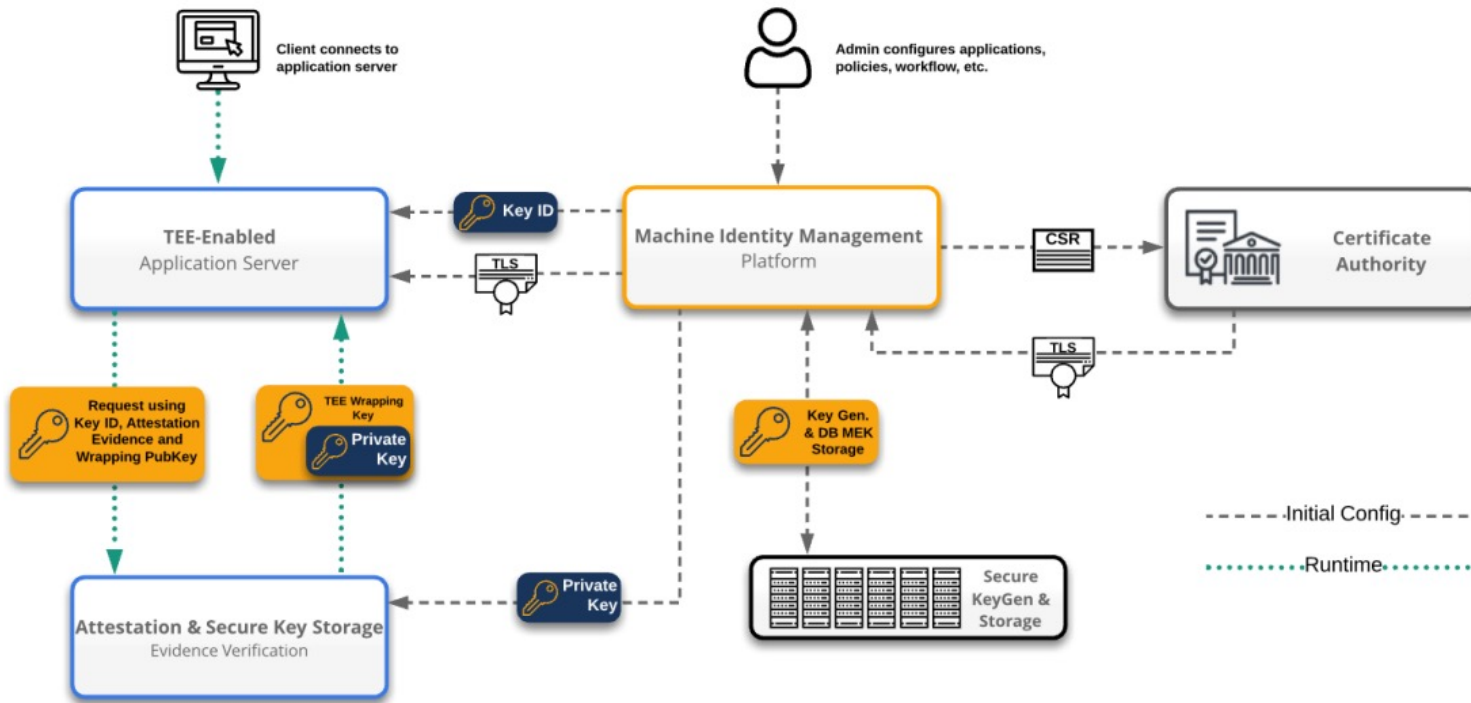 Client connects to
application server
Admin configures applications,
policies, workflow, etc.
TEE-Enabled
Application Server
Key ID
TLS
Machine Identity Management
Platform
CSR
Certificate
Authority
TLS
Request using
Key ID, Attestation
Evidence and
Wrapping PubKey
TEE Wrapping
Key
Private
Key
Key Gen.
& DB MEK
Storage
Initial Config
Runtime
Private
Key
Secure
KeyGen &
Storage
Attestation & Secure Key Storage
Evidence Verification